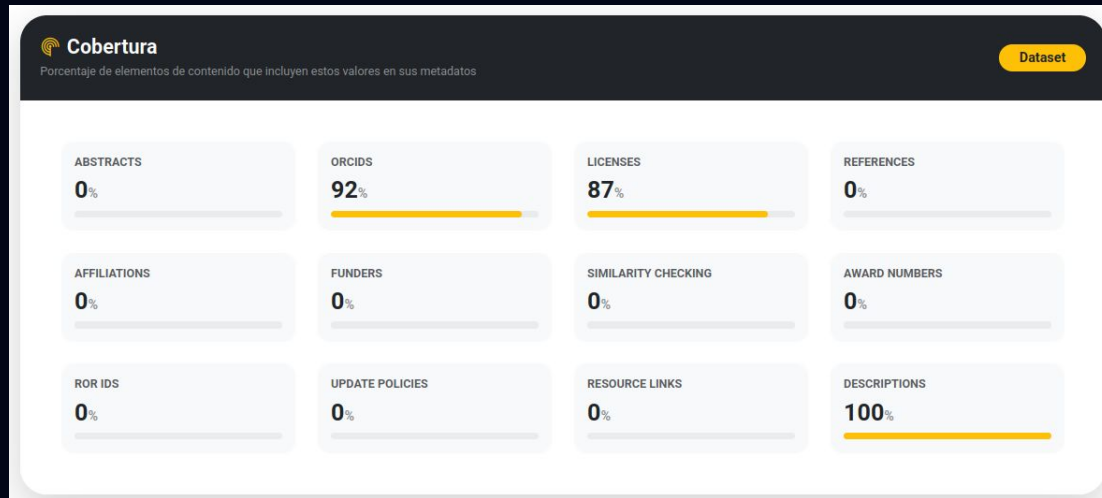 Cobertura
Porcentaje de elementos de contenido que incluyen estos valores en sus metadatos
Dataset
ABSTRACTS
0%
ORCIDS
92%
LICENSES
87%
REFERENCES
0%
AFFILIATIONS
0%
FUNDERS
0%
SIMILARITY CHECKING
0%
AWARD NUMBERS
0%
ROR IDS
0%
UPDATE POLICIES
0%
RESOURCE LINKS
0%
DESCRIPTIONS
100%